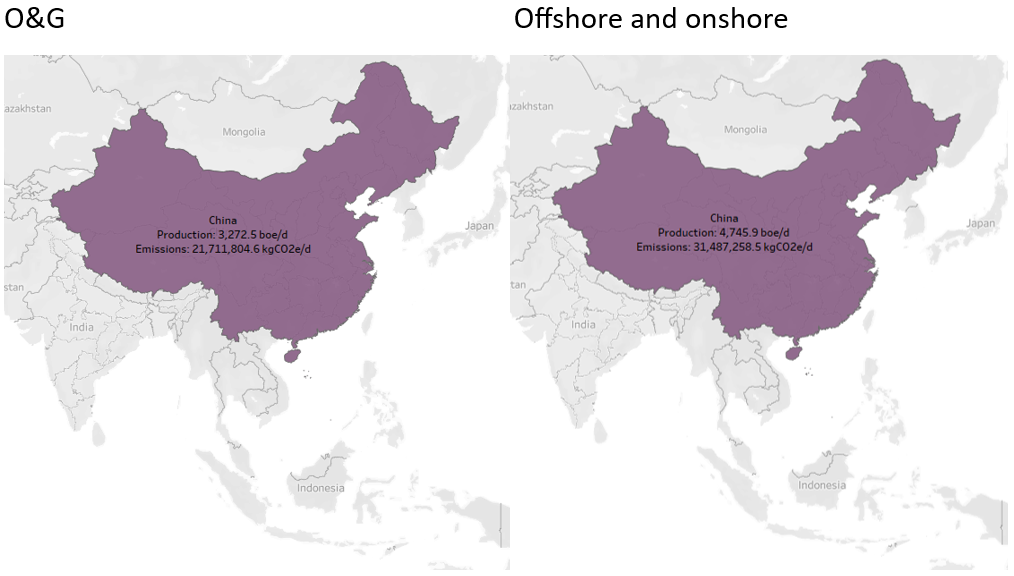 O&G
Offshore and onshore
azakhstan
Mongolia
China
Production: 3,272.5 boe/d
Emissions: 21,711,804.6 kgCO2e/d
Japan
stan
India
Indonesia
azakhstan
Mongolia
China
Production: 4,745.9 boe/d
Emissions: 31,487,258.5 kgCO2e/d
Japan
tan
India
Indonesia